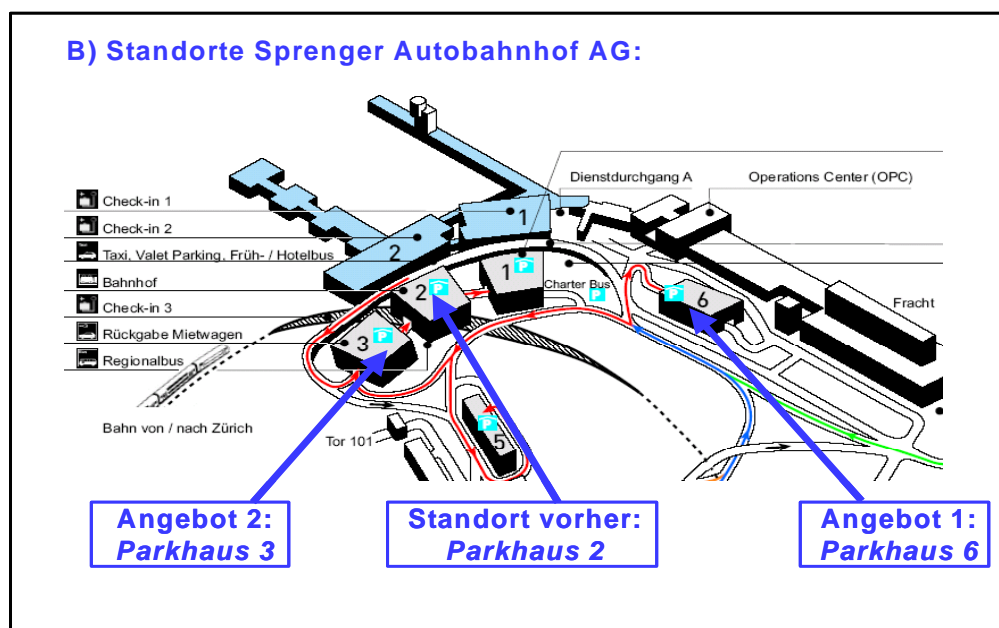 B) Standorte Sprenger Autobahnhof AG:
Dienstdurchgang A
Operations Center (OPC)
Check-in 1
Check-in 2
Taxi, Valet Parking, Früh- / Hotelbus
Bahnhof
Check-in 3
Rückgabe Mietwagen
Regionalbus
1
2
1
P
2
P
3
P
Charter Bus
P
P
6
Fracht
P
5
Bahn von / nach Zürich
Tor 101
Angebot 2:
Parkhaus 3
Standort vorher:
Parkhaus 2
Angebot 1:
Parkhaus 6